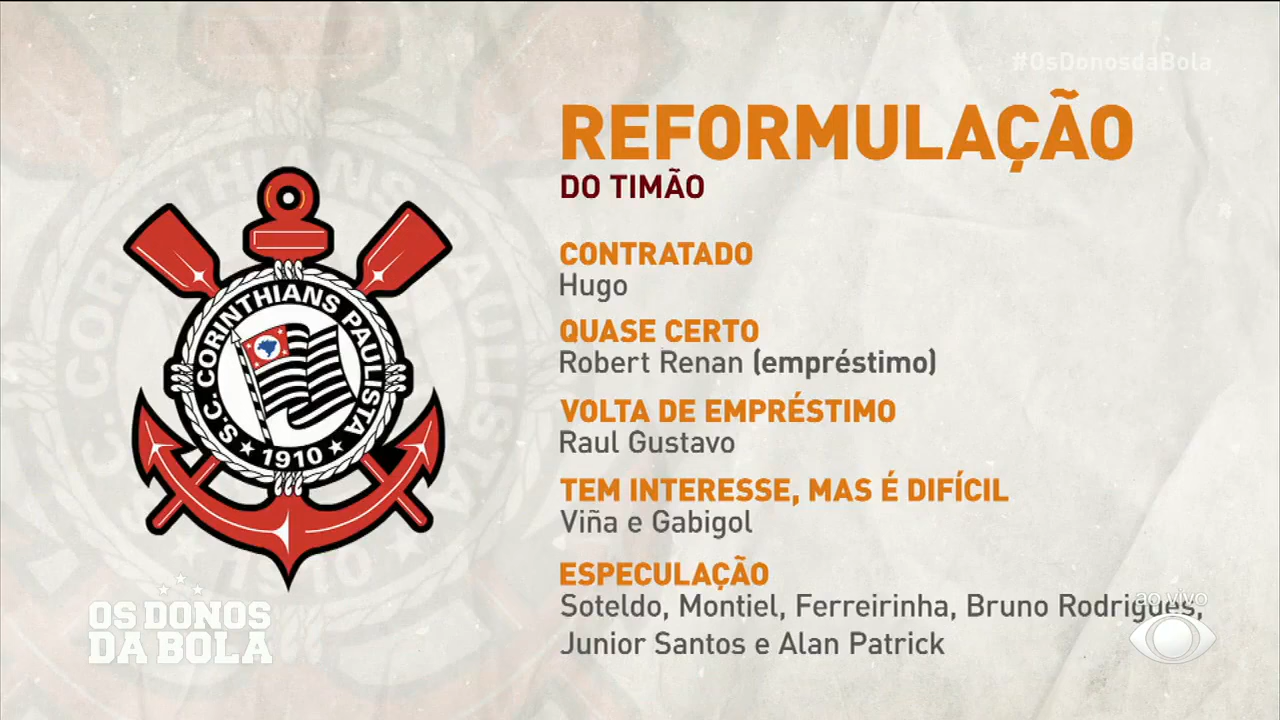 #OsDonosdaBola
REFORMULAÇÃO
DO TIMÃO
CONTRATADO
Hugo
QUASE CERTO
Robert Renan (empréstimo)
VOLTA DE EMPRÉSTIMO
Raul Gustavo
TEM INTERESSE, MAS É DIFÍCIL
Viña e Gabigol
ESPECULAÇÃO
Soteldo, Montiel, Ferreirinha, Bruno Rodrigues,
Junior Santos e Alan Patrick
S.C. CORINTHIANS PAULISTA
1910
OS DONOS
DA BOLA
ao vivo